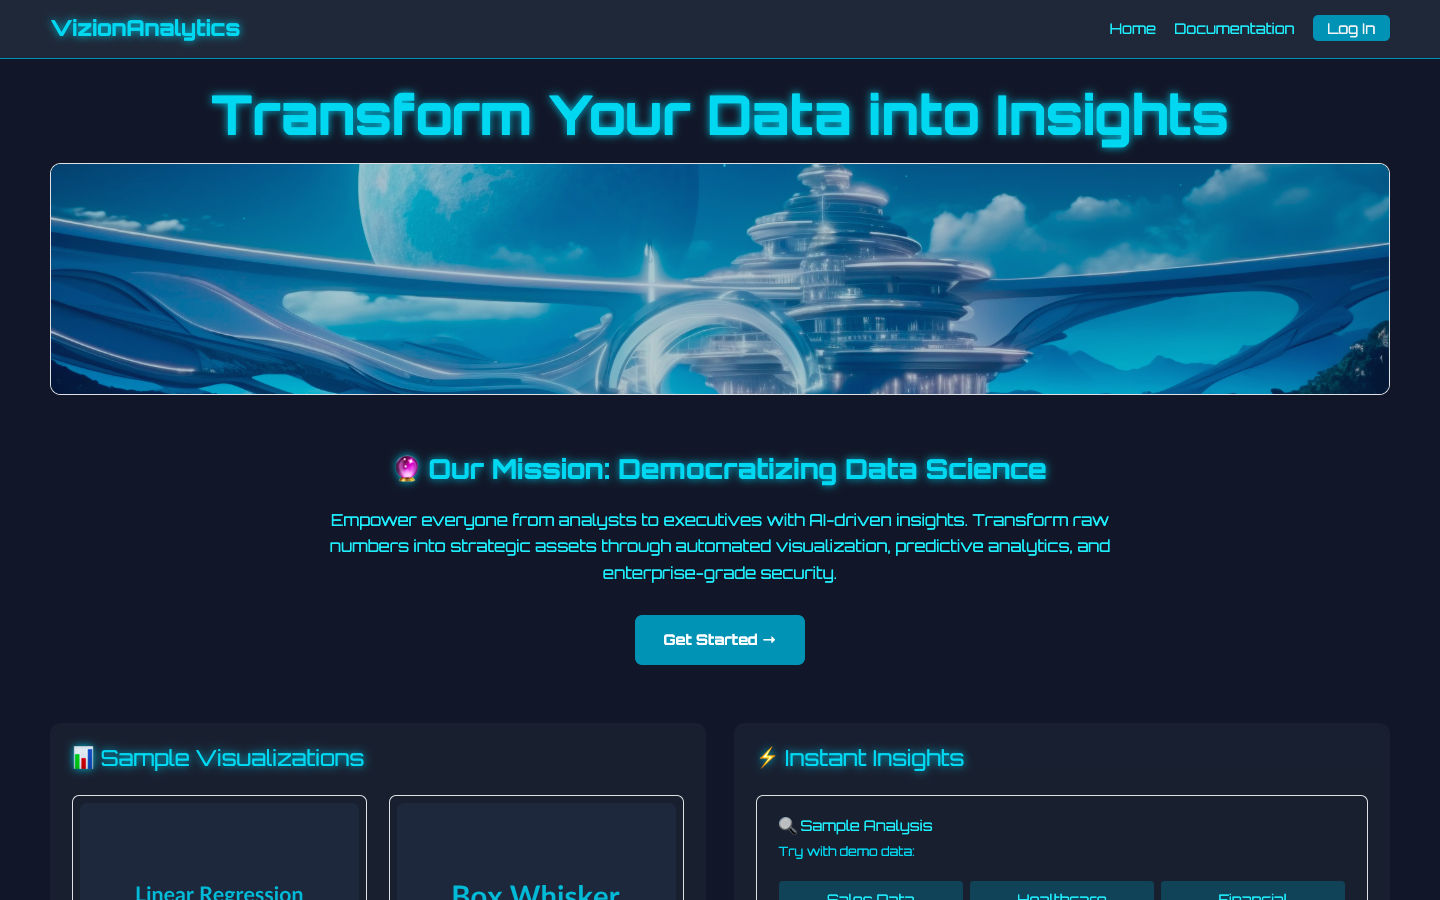 VizionAnalytics
Home
Documentation
Log In
Transform Your Data into Insights
Our Mission: Democratizing Data Science
Empower everyone from analysts to executives with AI-driven insights. Transform raw
numbers into strategic assets through automated visualization, predictive analytics, and
enterprise-grade security.
Get Started →
Sample Visualizations
Linear Regression
Box Whisker
Instant Insights
Sample Analysis
Try with demo data:
Sales Data
Healthcare
Financial